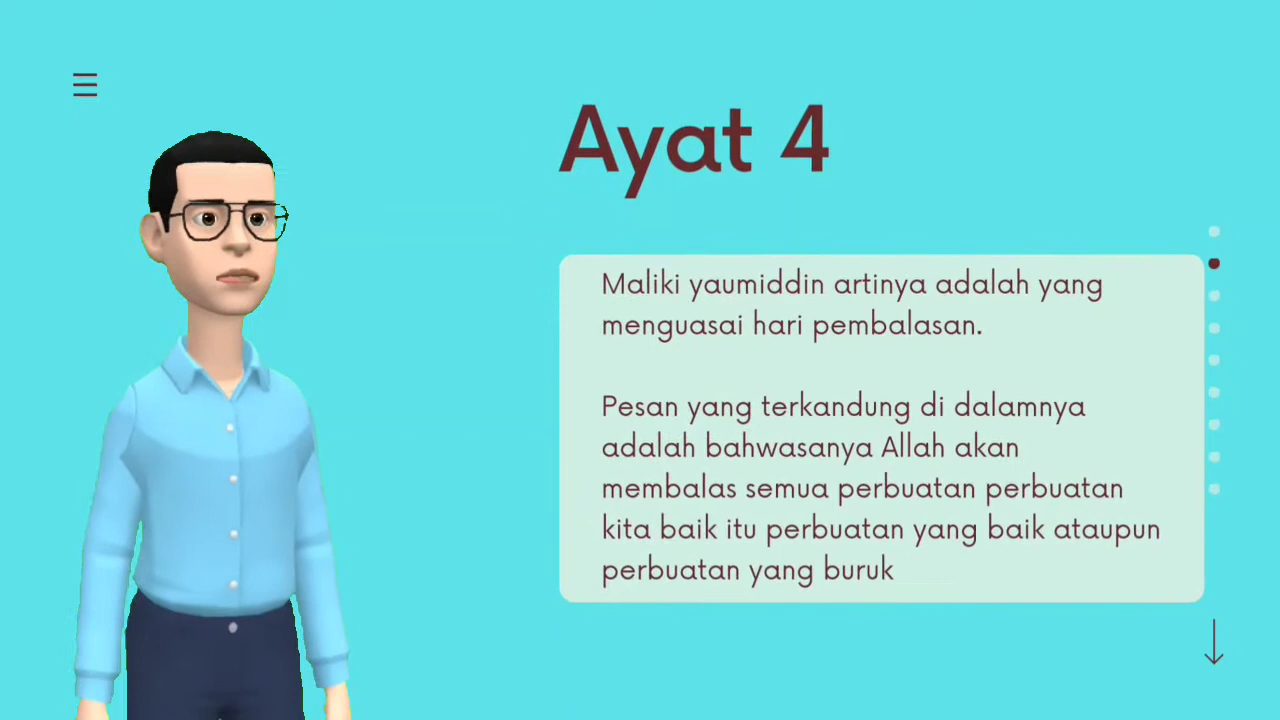 Ayat 4
Maliki yaumiddin artinya adalah yang
menguasai hari pembalasan.
Pesan yang terkandung di dalamnya
adalah bahwasanya Allah akan
membalas semua perbuatan perbuatan
kita baik itu perbuatan yang baik ataupun
perbuatan yang buruk